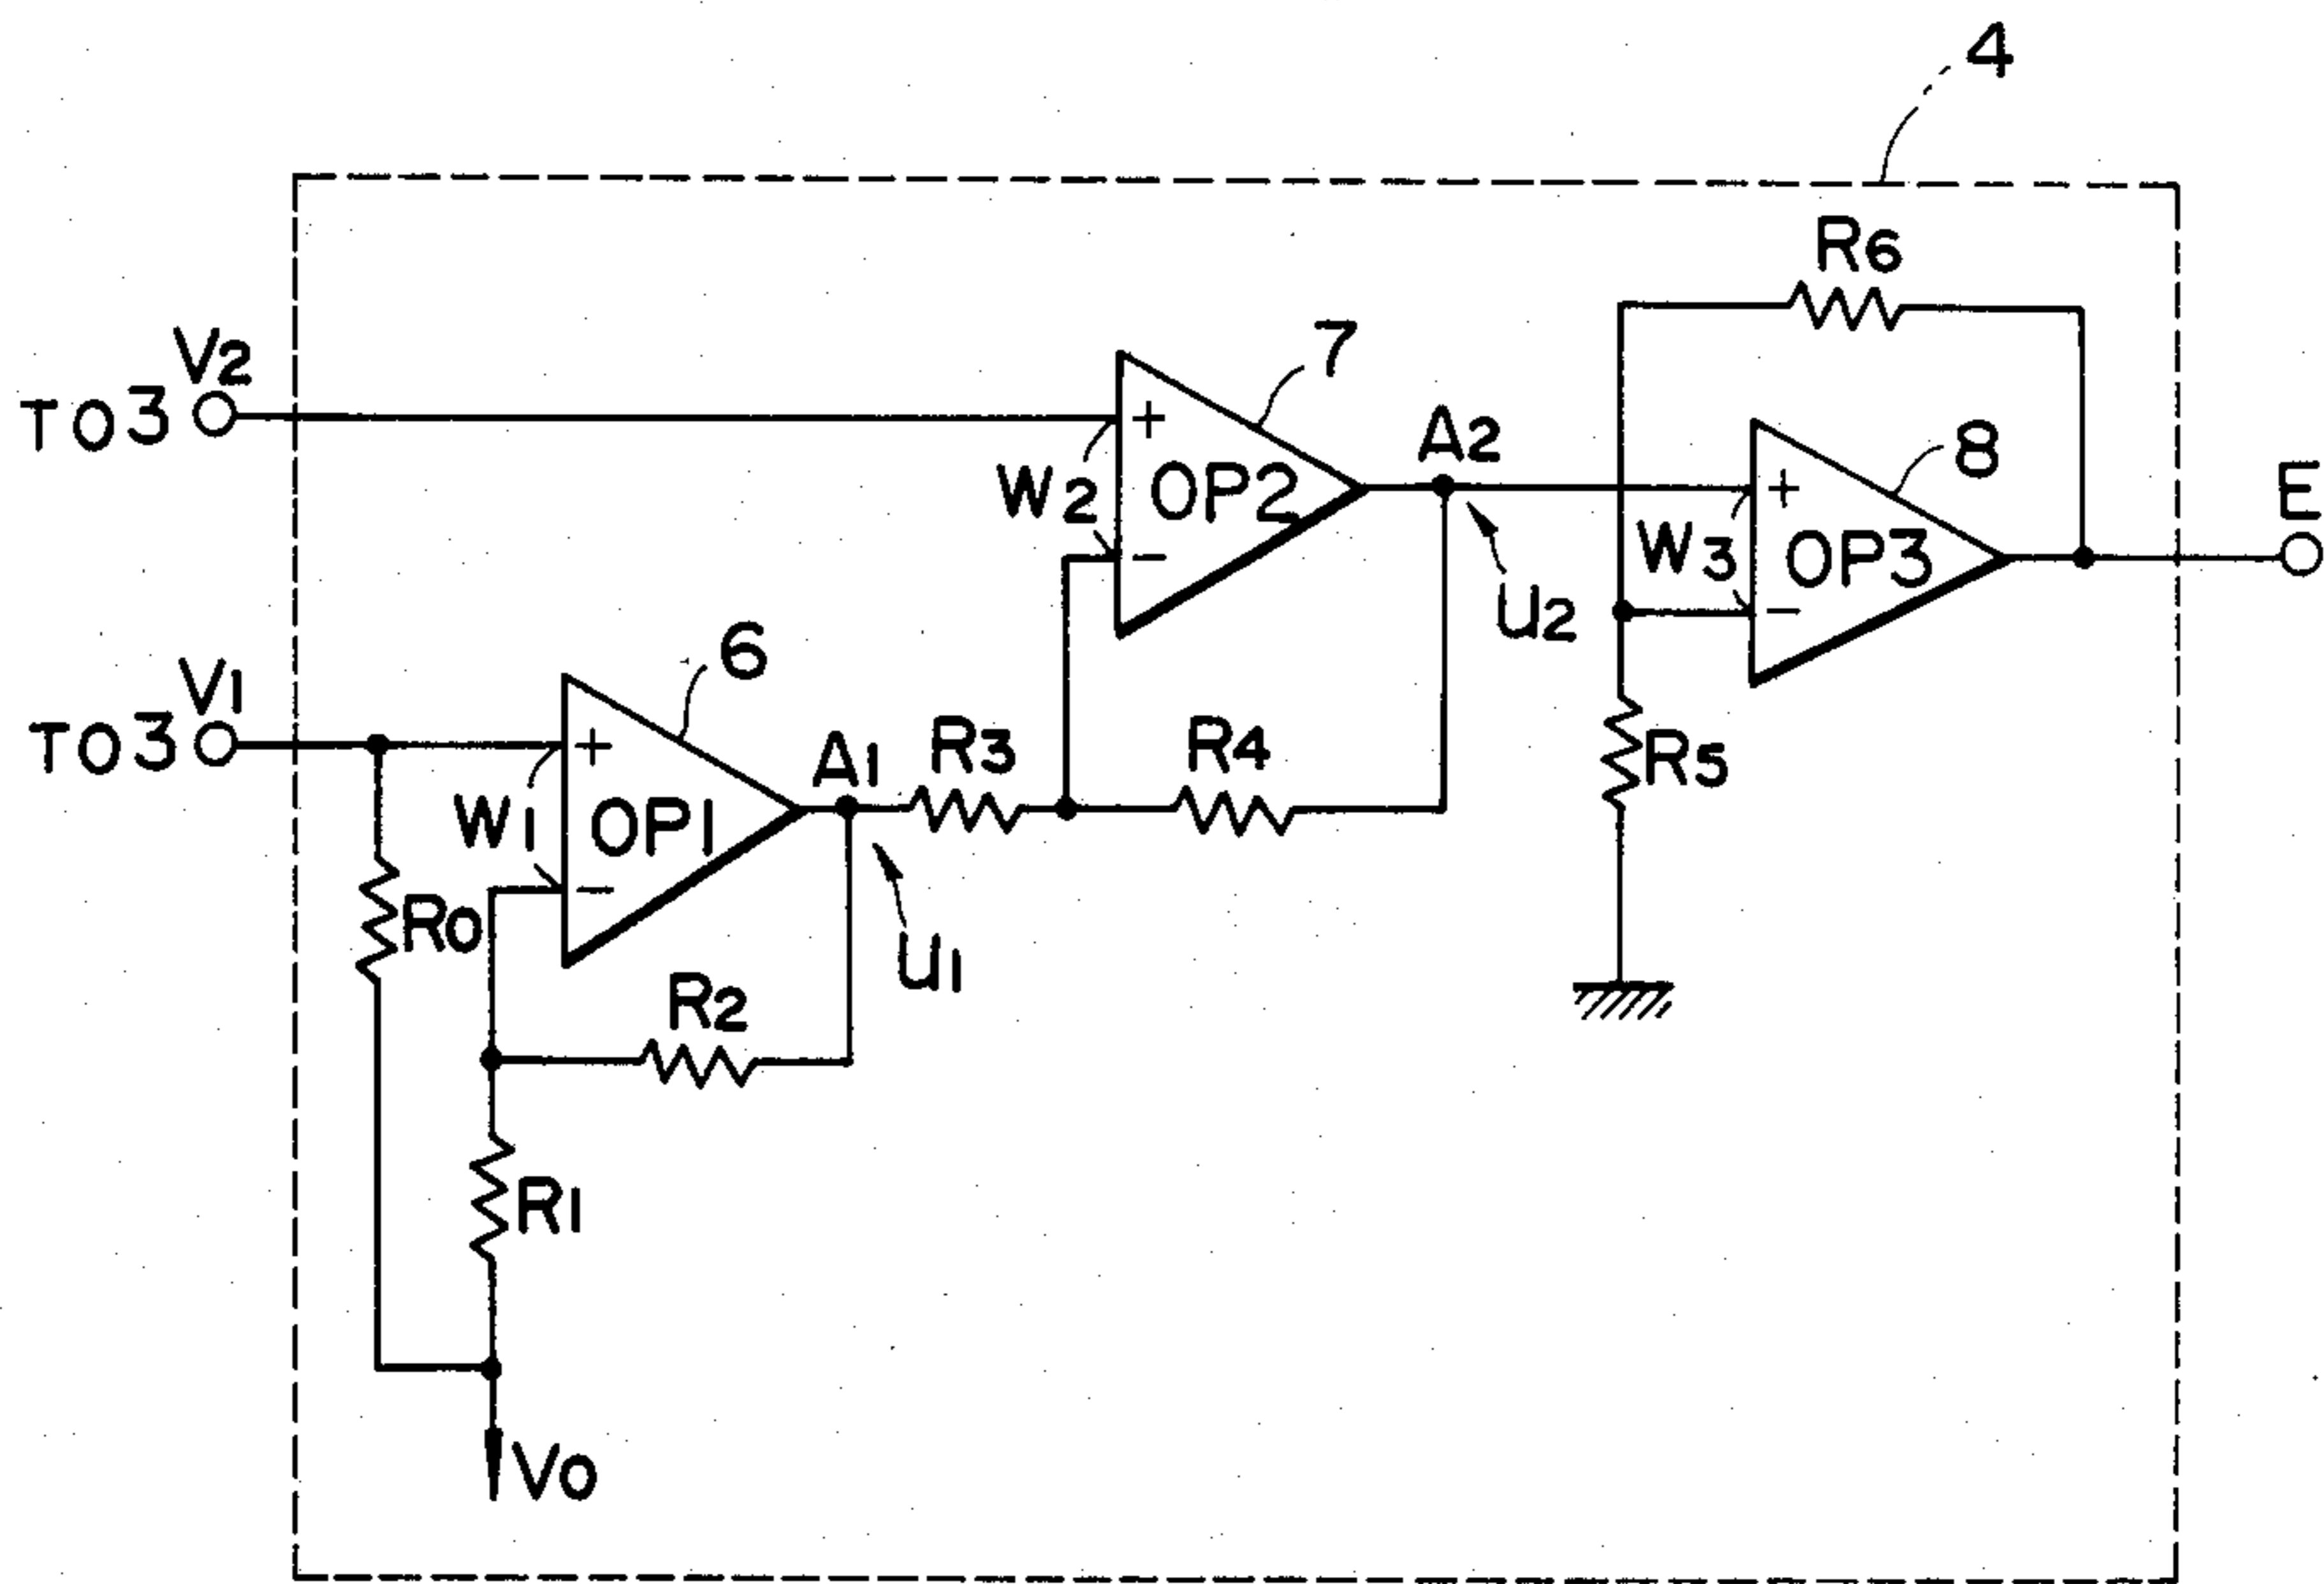 4
R6
V2
TO3
7
A2
8
E
W2
+
OP2
−
+
W3
OP3
−
U2
V1
TO3
6
A1
R3
R4
R5
+
W1
OP1
−
R0
U1
R2
R1
V0